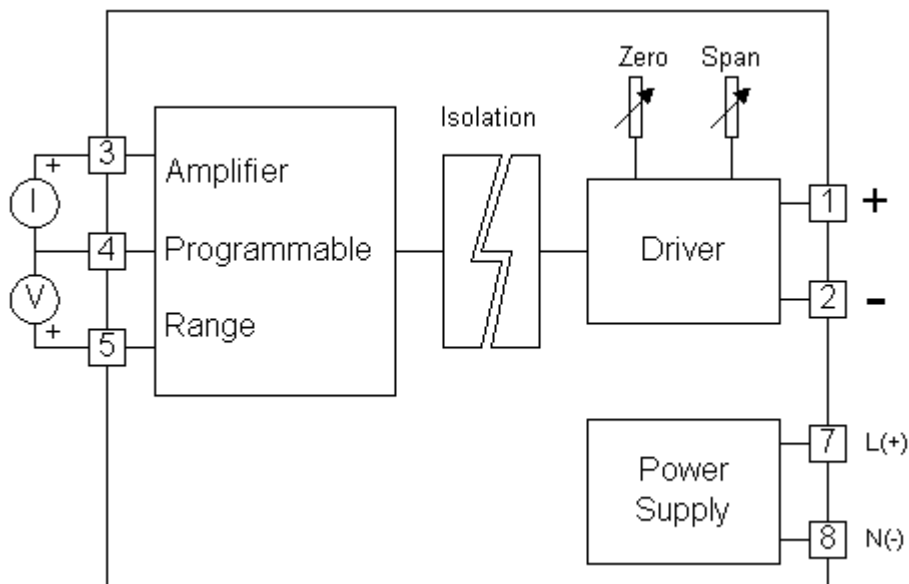 Zero
Span
Isolation
3
+
Amplifier
I
1
+
4
Programmable
Driver
V
2
-
+
5
Range
7
L(+)
Power
Supply
8
N(-)